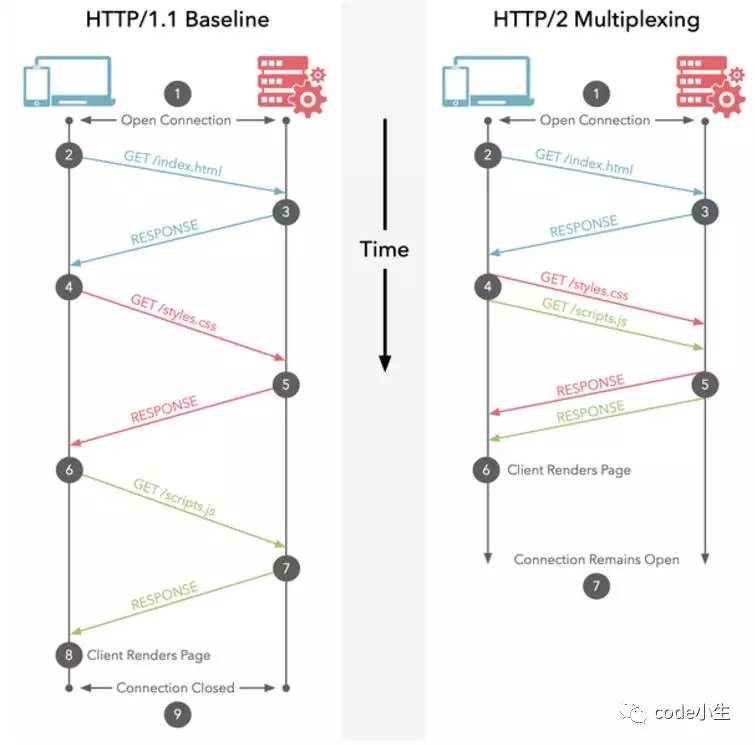 HTTP/1.1 Baseline
1
Open Connection
2
GET /index.html
3
RESPONSE
4
GET /styles.css
5
RESPONSE
6
GET /scripts.js
7
RESPONSE
8
Client Renders Page
Connection Closed
9
Time
HTTP/2 Multiplexing
1
Open Connection
2
GET /index.html
3
RESPONSE
4
GET /styles.css
GET /scripts.js
5
RESPONSE
RESPONSE
6
Client Renders Page
Connection Remains Open
7
code小生